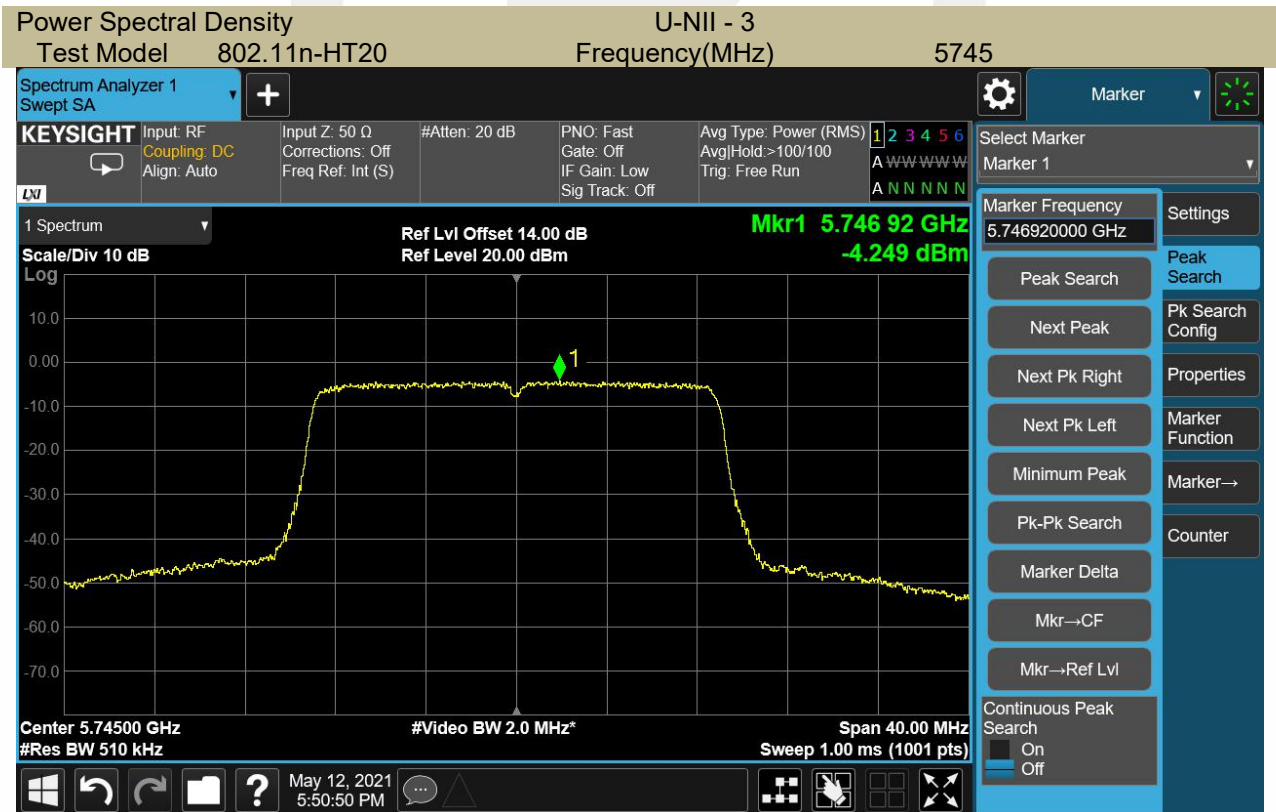 Power Spectral Density U-NII - 3
Test Model 802.11n-HT20 Frequency(MHz) 5745
Spectrum Analyzer 1
Swept SA
+
Marker
KEYSIGHT
LXI
Input: RF
Coupling: DC
Align: Auto
Input Z: 50 Ω
Corrections: Off
Freq Ref: Int (S)
#Atten: 20 dB
PNO: Fast
Gate: Off
IF Gain: Low
Sig Track: Off
Avg Type: Power (RMS)
Avg|Hold:>100/100
Trig: Free Run
1 2 3 4 5 6
A W W W W W
A N N N N N
1 Spectrum
Scale/Div 10 dB
Log
Ref Lvl Offset 14.00 dB
Ref Level 20.00 dBm
Mkr1 5.746 92 GHz
-4.249 dBm
10.0
0.00
-10.0
-20.0
-30.0
-40.0
-50.0
-60.0
-70.0
1
Center 5.74500 GHz
#Res BW 510 kHz
#Video BW 2.0 MHz*
Span 40.00 MHz
Sweep 1.00 ms (1001 pts)
Select Marker
Marker 1
Marker Frequency
5.746920000 GHz
Peak Search
Next Peak
Next Pk Right
Next Pk Left
Minimum Peak
Pk-Pk Search
Marker Delta
Mkr→CF
Mkr→Ref Lvl
Continuous Peak
Search
On
Off
Settings
Peak
Search
Pk Search
Config
Properties
Marker
Function
Marker→
Counter
?
May 12, 2021
5:50:50 PM